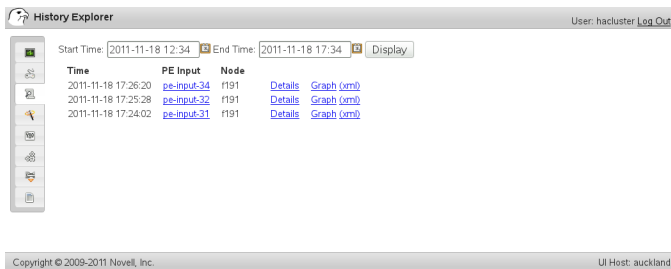 History Explorer
User: hacluster Log Out
Start Time: 2011-11-18 12:34 End Time: 2011-11-18 17:34 Display
Time PE Input Node
2011-11-18 17:26:20 pe-input-34 f191 Details Graph (xml)
2011-11-18 17:25:28 pe-input-32 f191 Details Graph (xml)
2011-11-18 17:24:02 pe-input-31 f191 Details Graph (xml)
Copyright © 2009-2011 Novell, Inc.
UI Host: auckland